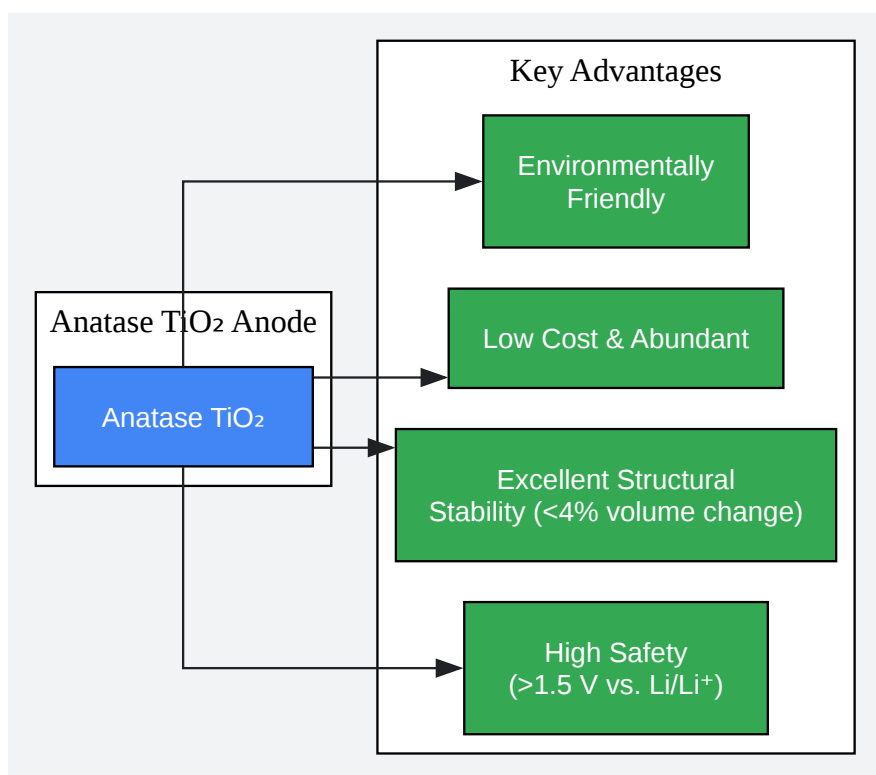 Key Advantages
Environmentally
Friendly
Anatase TiO₂ Anode
Low Cost & Abundant
Anatase TiO₂
Excellent Structural
Stability (<4% volume change)
High Safety
(>1.5 V vs. Li/Li⁺)